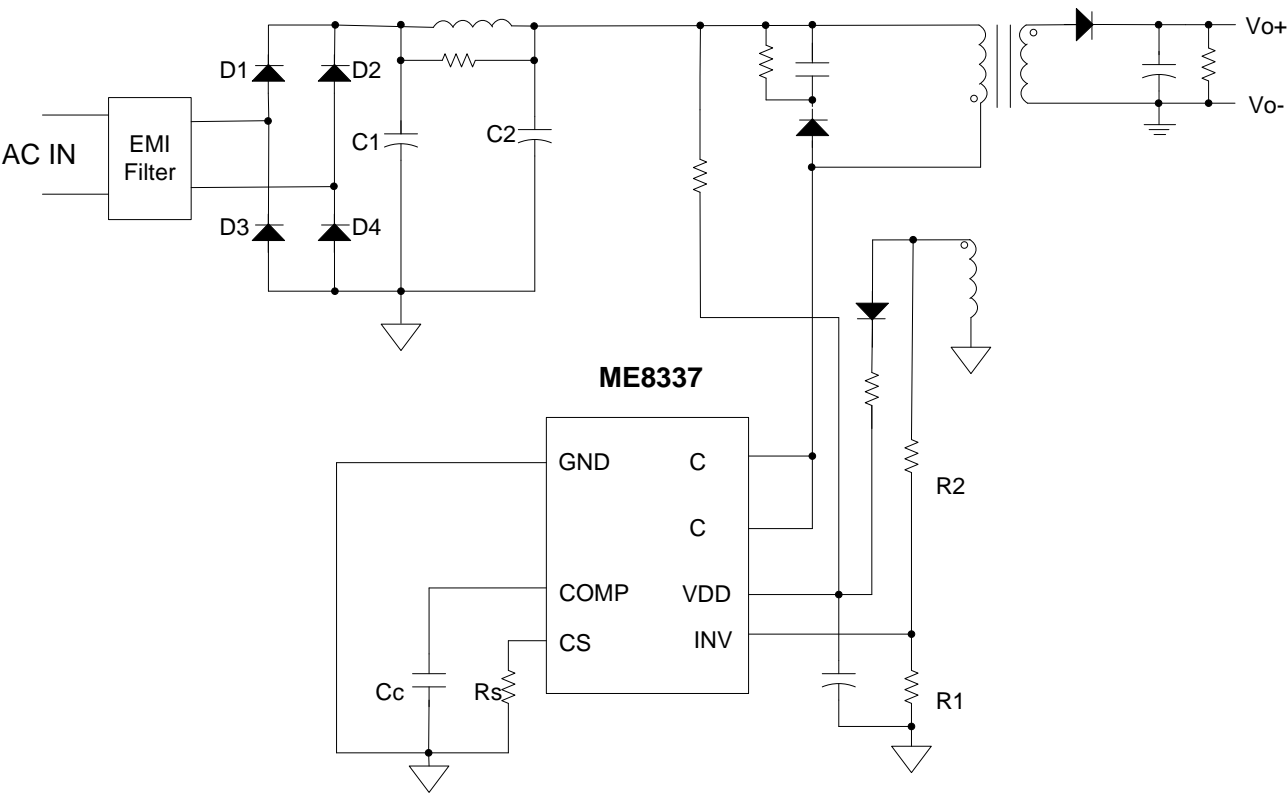 Vo+
D1
D2
C1
C2
Vo-
AC IN
EMI
Filter
D3
D4
ME8337
GND
C
R2
C
COMP
VDD
CS
INV
Cc
Rs
R1